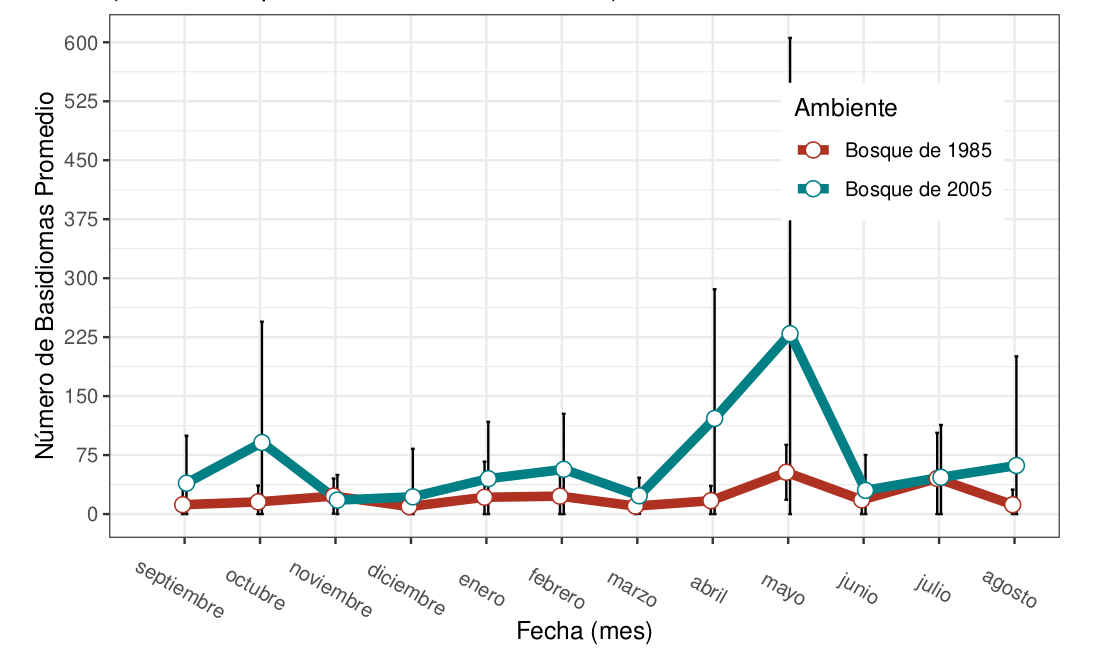 600
525
450
375
300
225
150
75
0
Número de Basidiomas Promedio
Ambiente
Bosque de 1985
Bosque de 2005
septiembre
octubre
noviembre
diciembre
enero
febrero
marzo
abril
mayo
junio
julio
agosto
Fecha (mes)